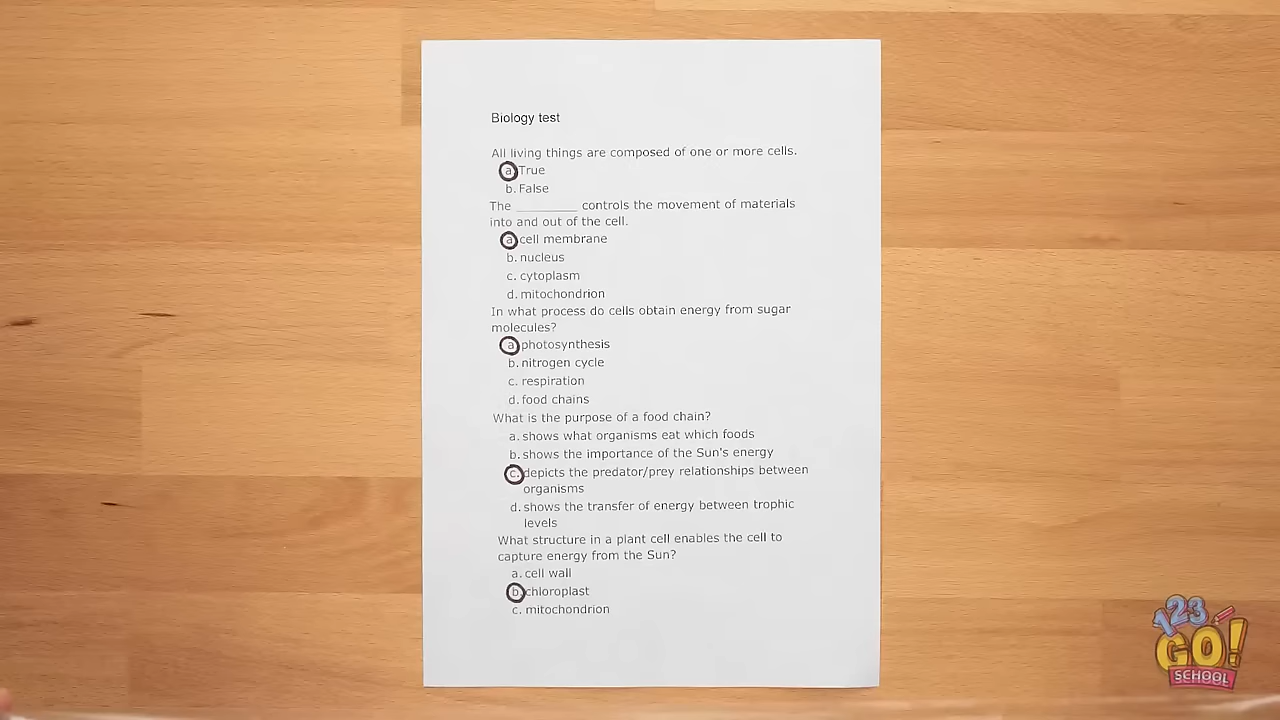 Biology test
All living things are composed of one or more cells.
a. True
b. False
The _________ controls the movement of materials
into and out of the cell.
a. cell membrane
b. nucleus
c. cytoplasm
d. mitochondrion
In what process do cells obtain energy from sugar
molecules?
a. photosynthesis
b. nitrogen cycle
c. respiration
d. food chains
What is the purpose of a food chain?
a. shows what organisms eat which foods
b. shows the importance of the Sun's energy
c. depicts the predator/prey relationships between
organisms
d. shows the transfer of energy between trophic
levels
What structure in a plant cell enables the cell to
capture energy from the Sun?
a. cell wall
b. chloroplast
c. mitochondrion
123
GO!
SCHOOL